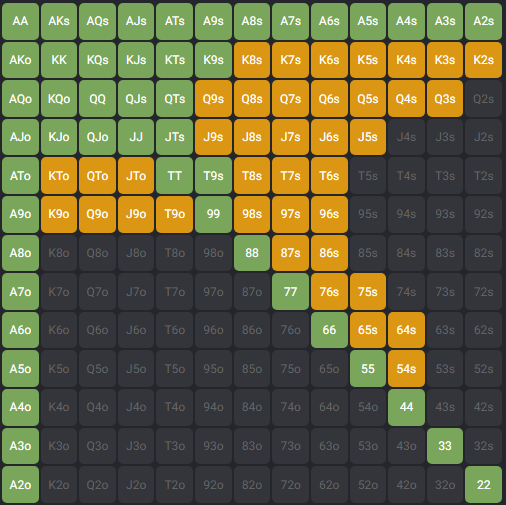 AA AKs AQs AJs ATs A9s A8s A7s A6s A5s A4s A3s A2s
AKo KK KQs KJs KTs K9s K8s K7s K6s K5s K4s K3s K2s
AQo KQo QQ QJs QTs Q9s Q8s Q7s Q6s Q5s Q4s Q3s Q2s
AJo KJo QJo JJ JTs J9s J8s J7s J6s J5s J4s J3s J2s
ATo KTo QTo JTo TT T9s T8s T7s T6s T5s T4s T3s T2s
A9o K9o Q9o J9o T9o 99 98s 97s 96s 95s 94s 93s 92s
A8o K8o Q8o J8o T8o 98o 88 87s 86s 85s 84s 83s 82s
A7o K7o Q7o J7o T7o 97o 87o 77 76s 75s 74s 73s 72s
A6o K6o Q6o J6o T6o 96o 86o 76o 66 65s 64s 63s 62s
A5o K5o Q5o J5o T5o 95o 85o 75o 65o 55 54s 53s 52s
A4o K4o Q4o J4o T4o 94o 84o 74o 64o 54o 44 43s 42s
A3o K3o Q3o J3o T3o 93o 83o 73o 63o 53o 43o 33 32s
A2o K2o Q2o J2o T2o 92o 82o 72o 62o 52o 42o 32o 22